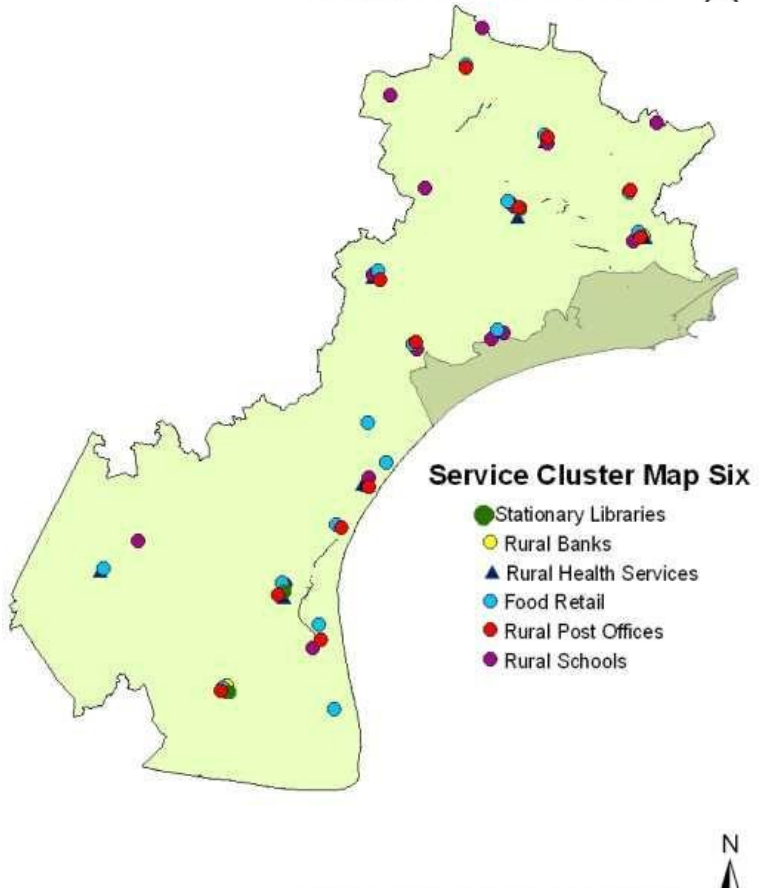 Service Cluster Map Six
Stationary Libraries
Rural Banks
Rural Health Services
Food Retail
Rural Post Offices
Rural Schools
N